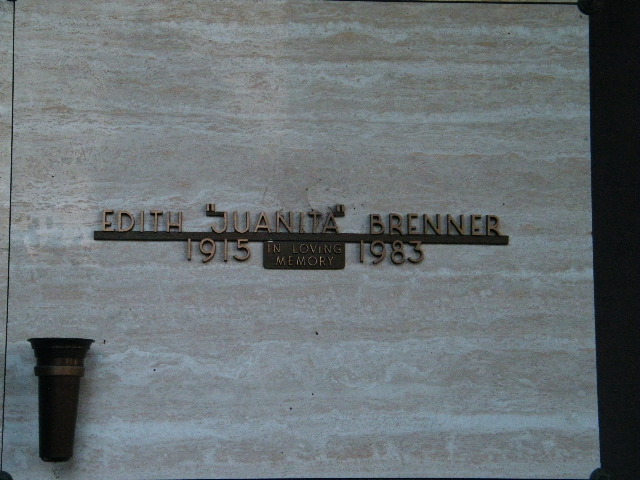 EDITH "JUANITA" BRENNER
1915 IN LOVING MEMORY 1983